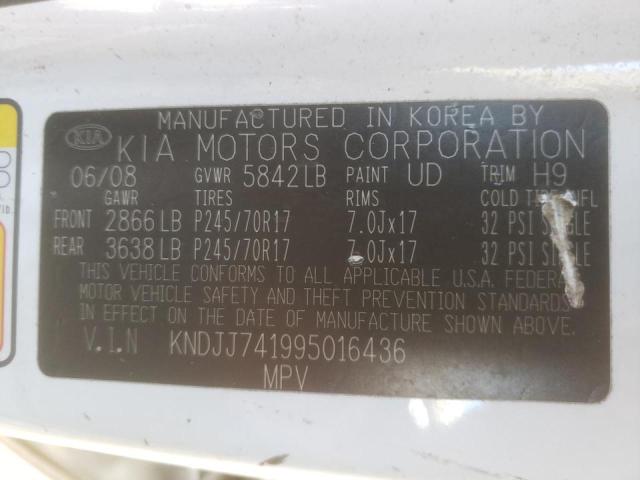 MANUFACTURED IN KOREA BY
KIA KIA MOTORS CORPORATION
06/08 GVWR 5842LB PAINT UD TRIM H9
GAWR TIRES RIMS COLD
FRONT 2866LB P245/70R17 7.0Jx17 32 PSI SINGLE
REAR 3638LB P245/70R17 7.0Jx17 32 PSI SINGLE
THIS VEHICLE CONFORMS TO ALL APPLICABLE U.S.A. FEDERAL
MOTOR VEHICLE SAFETY AND THEFT PREVENTION STANDARDS
IN EFFECT ON THE DATE OF MANUFACTURE SHOWN ABOVE.
V.I.N KNDJJ741995016436
MPV